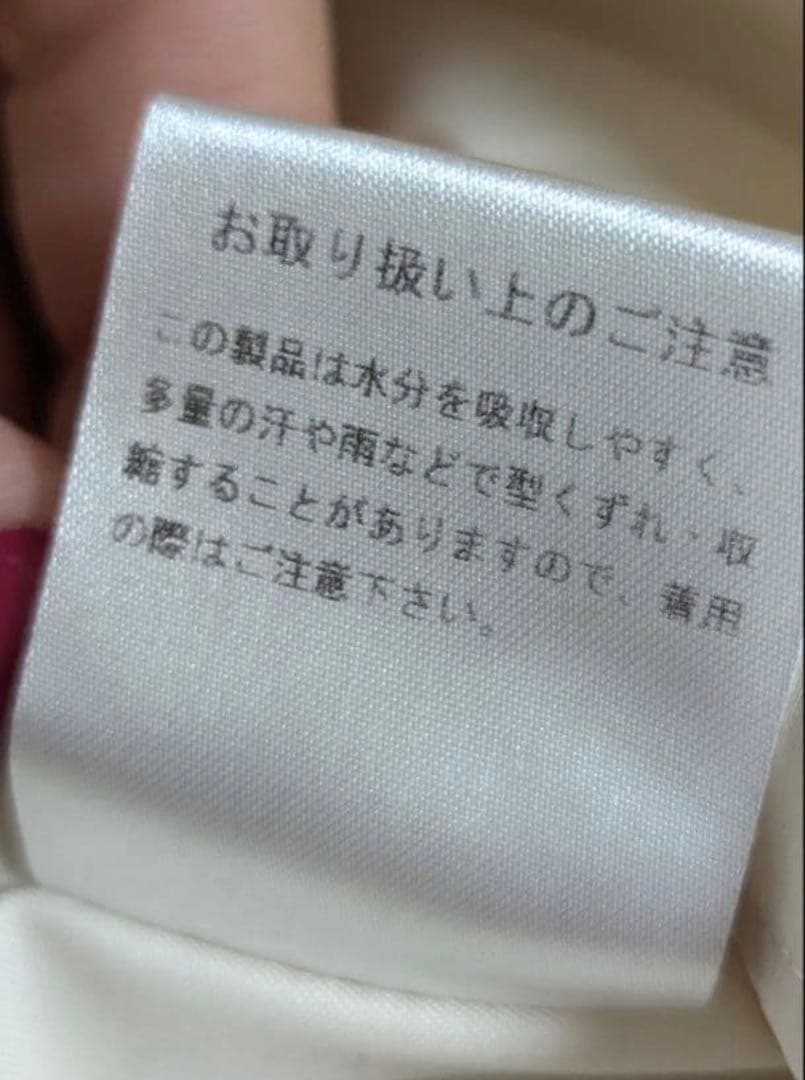 お取り扱い上のご注意
この製品は水分を吸収しやすく、
多量の汗や雨などで型くずれ・収
縮することがありますので、着用
の際はご注意下さい。